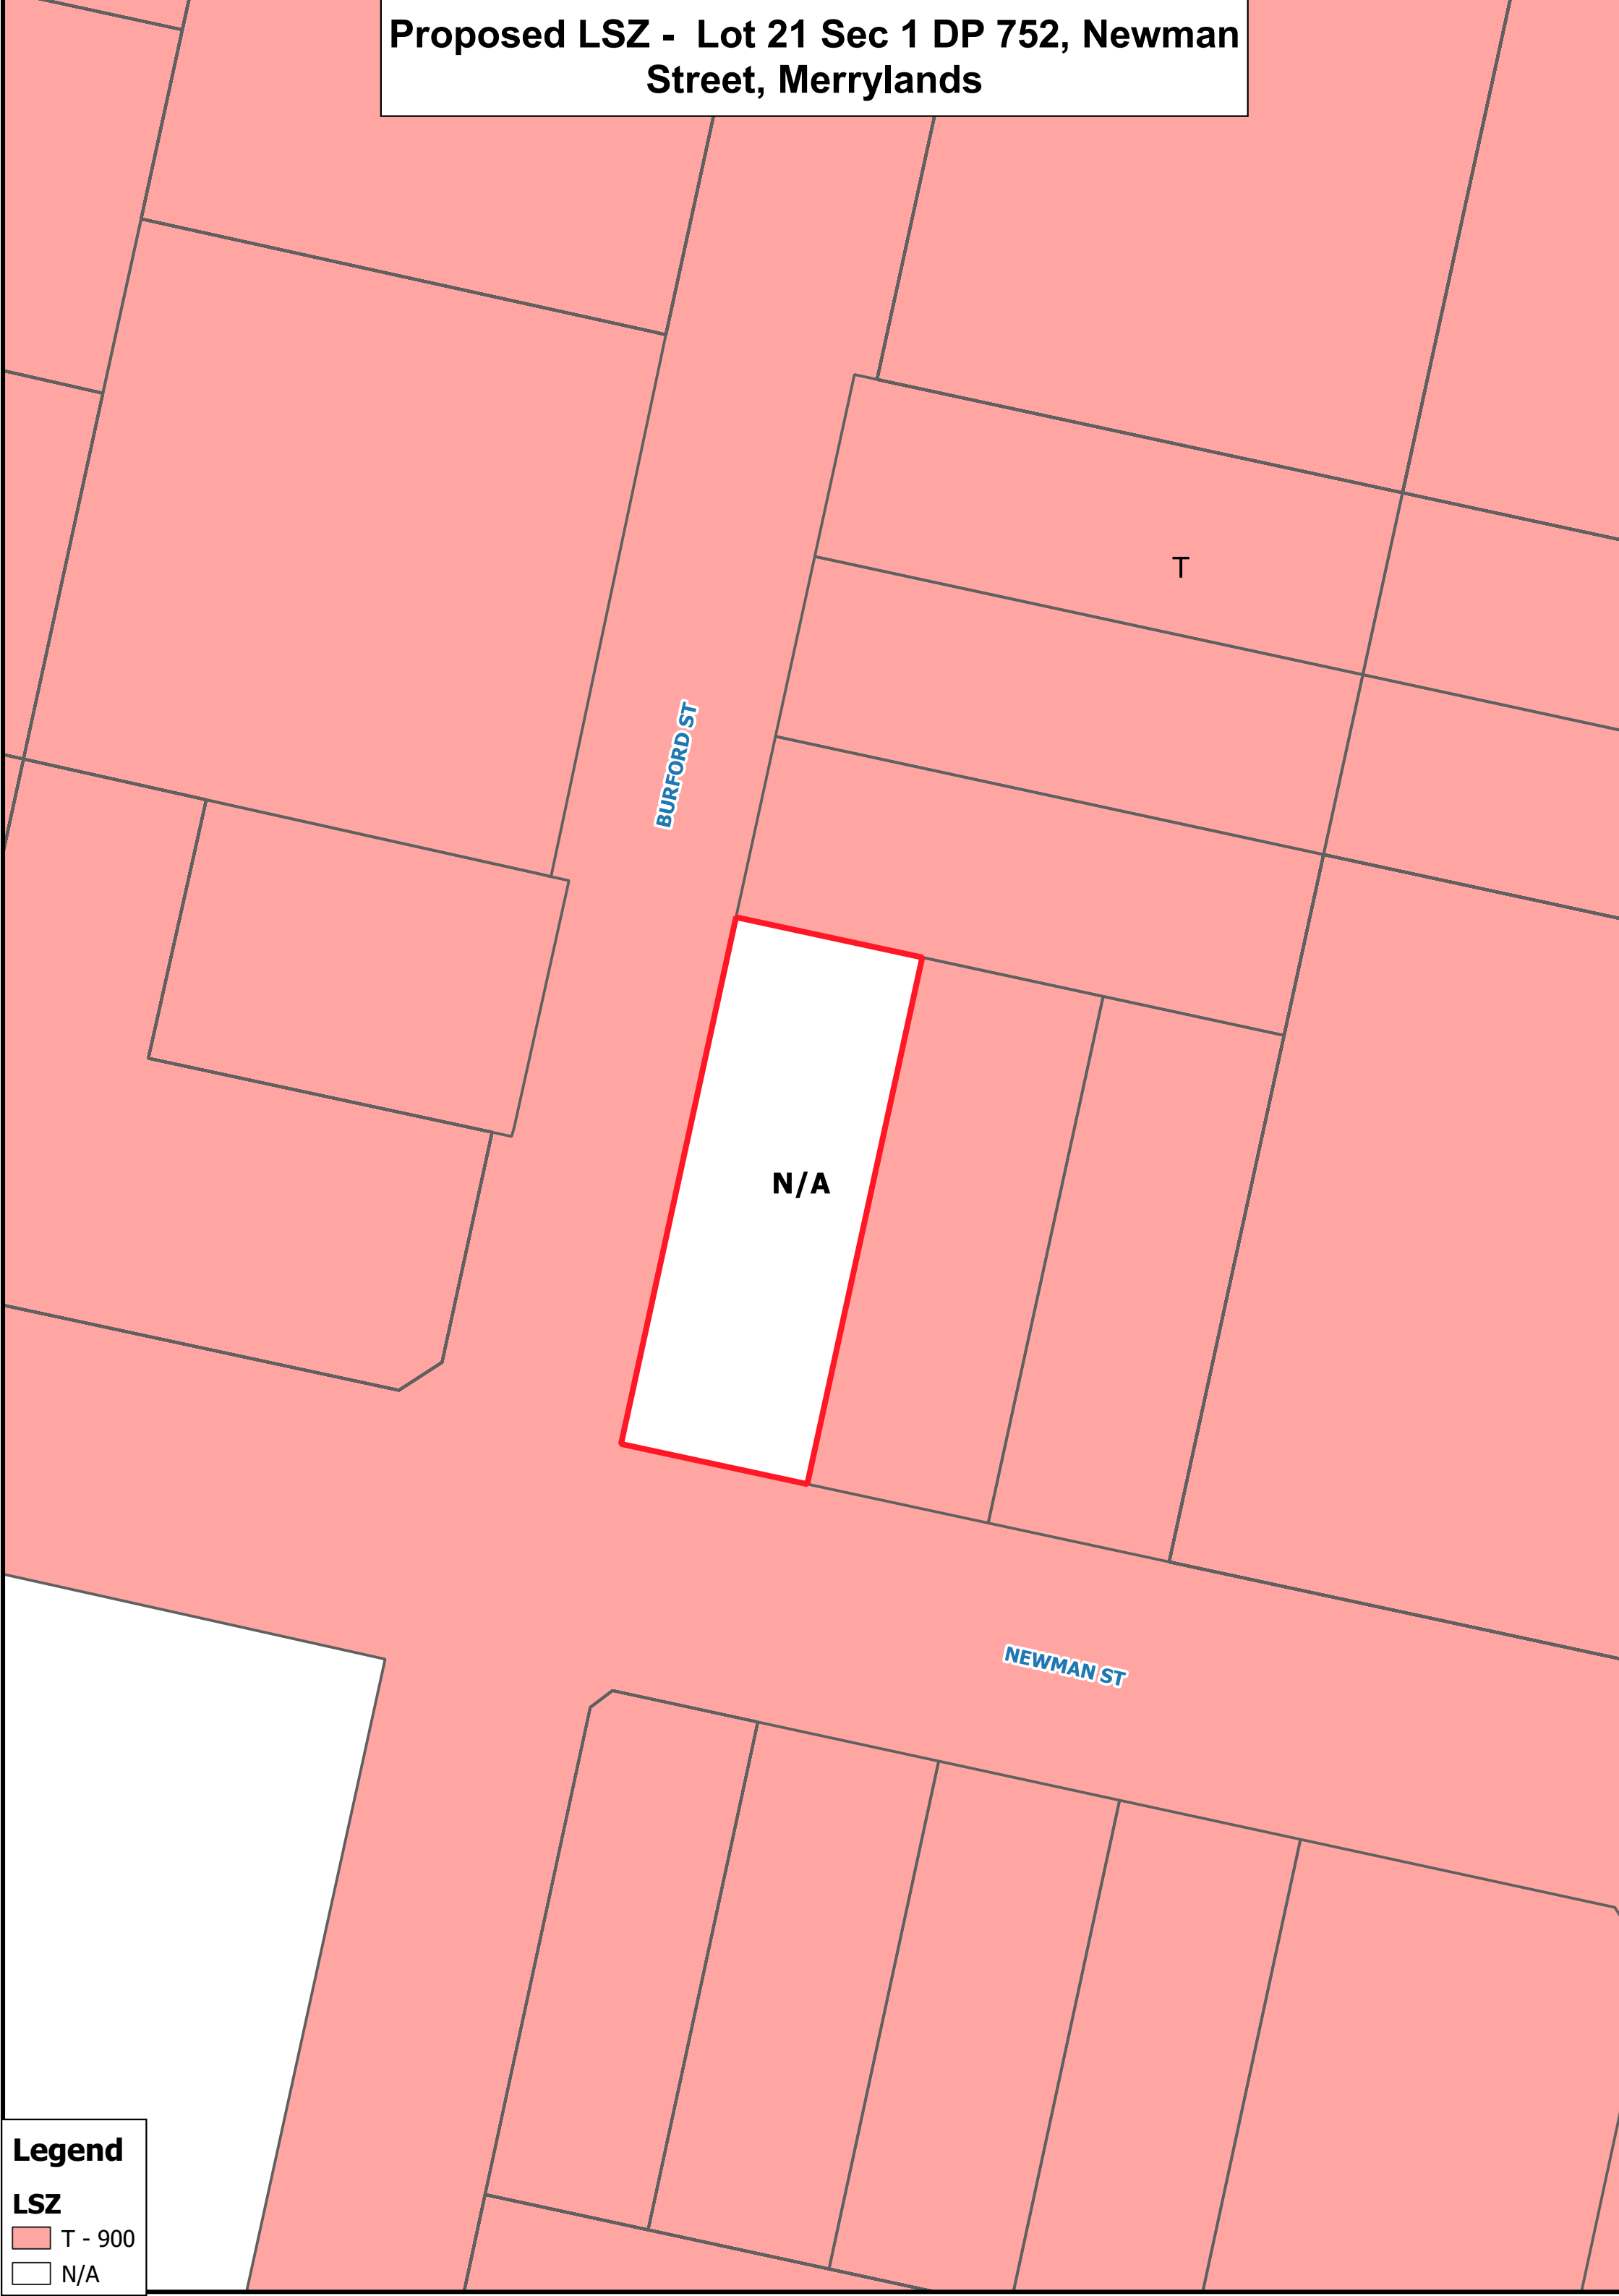 Proposed LSZ - Lot 21 Sec 1 DP 752, Newman
Street, Merrylands
T
BURFORD ST
N/A
NEWMAN ST
Legend
LSZ
T - 900
N/A